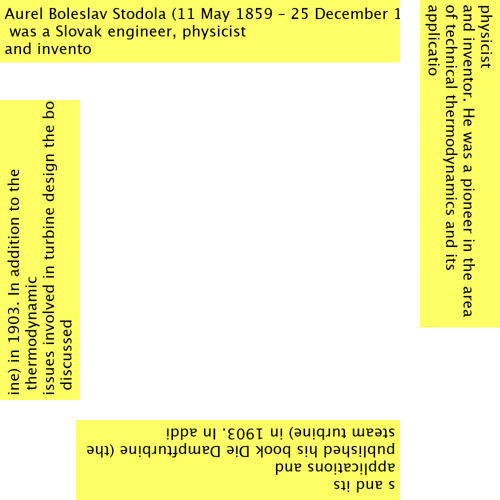 Aurel Boleslav Stodola (11 May 1859 – 25 December 1
was a Slovak engineer, physicist
and invento
physicist
and inventor. He was a pioneer in the area
of technical thermodynamics and its
applicatio
s and its
applications and
published his book Die Dampfturbine (the
steam turbine) in 1903. In addi
ine) in 1903. In addition to the
thermodynamic
issues involved in turbine design the bo
discussed